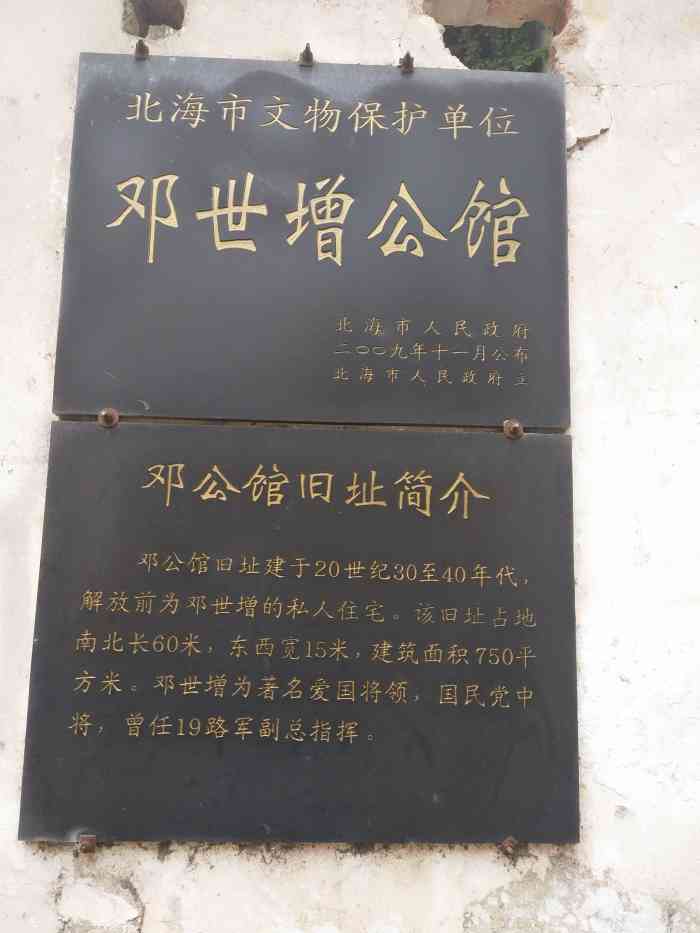 北海市文物保护单位
邓世增公馆
北海市人民政府
二〇〇九年十一月公布
北海市人民政府立
邓公馆旧址简介
邓公馆旧址建于20世纪30至40年代，
解放前为邓世增的私人住宅。该旧址占地
南北长60米，东西宽15米，建筑面积750平
方米。邓世增为著名爱国将领，国民党中
将，曾任19路军副总指挥。